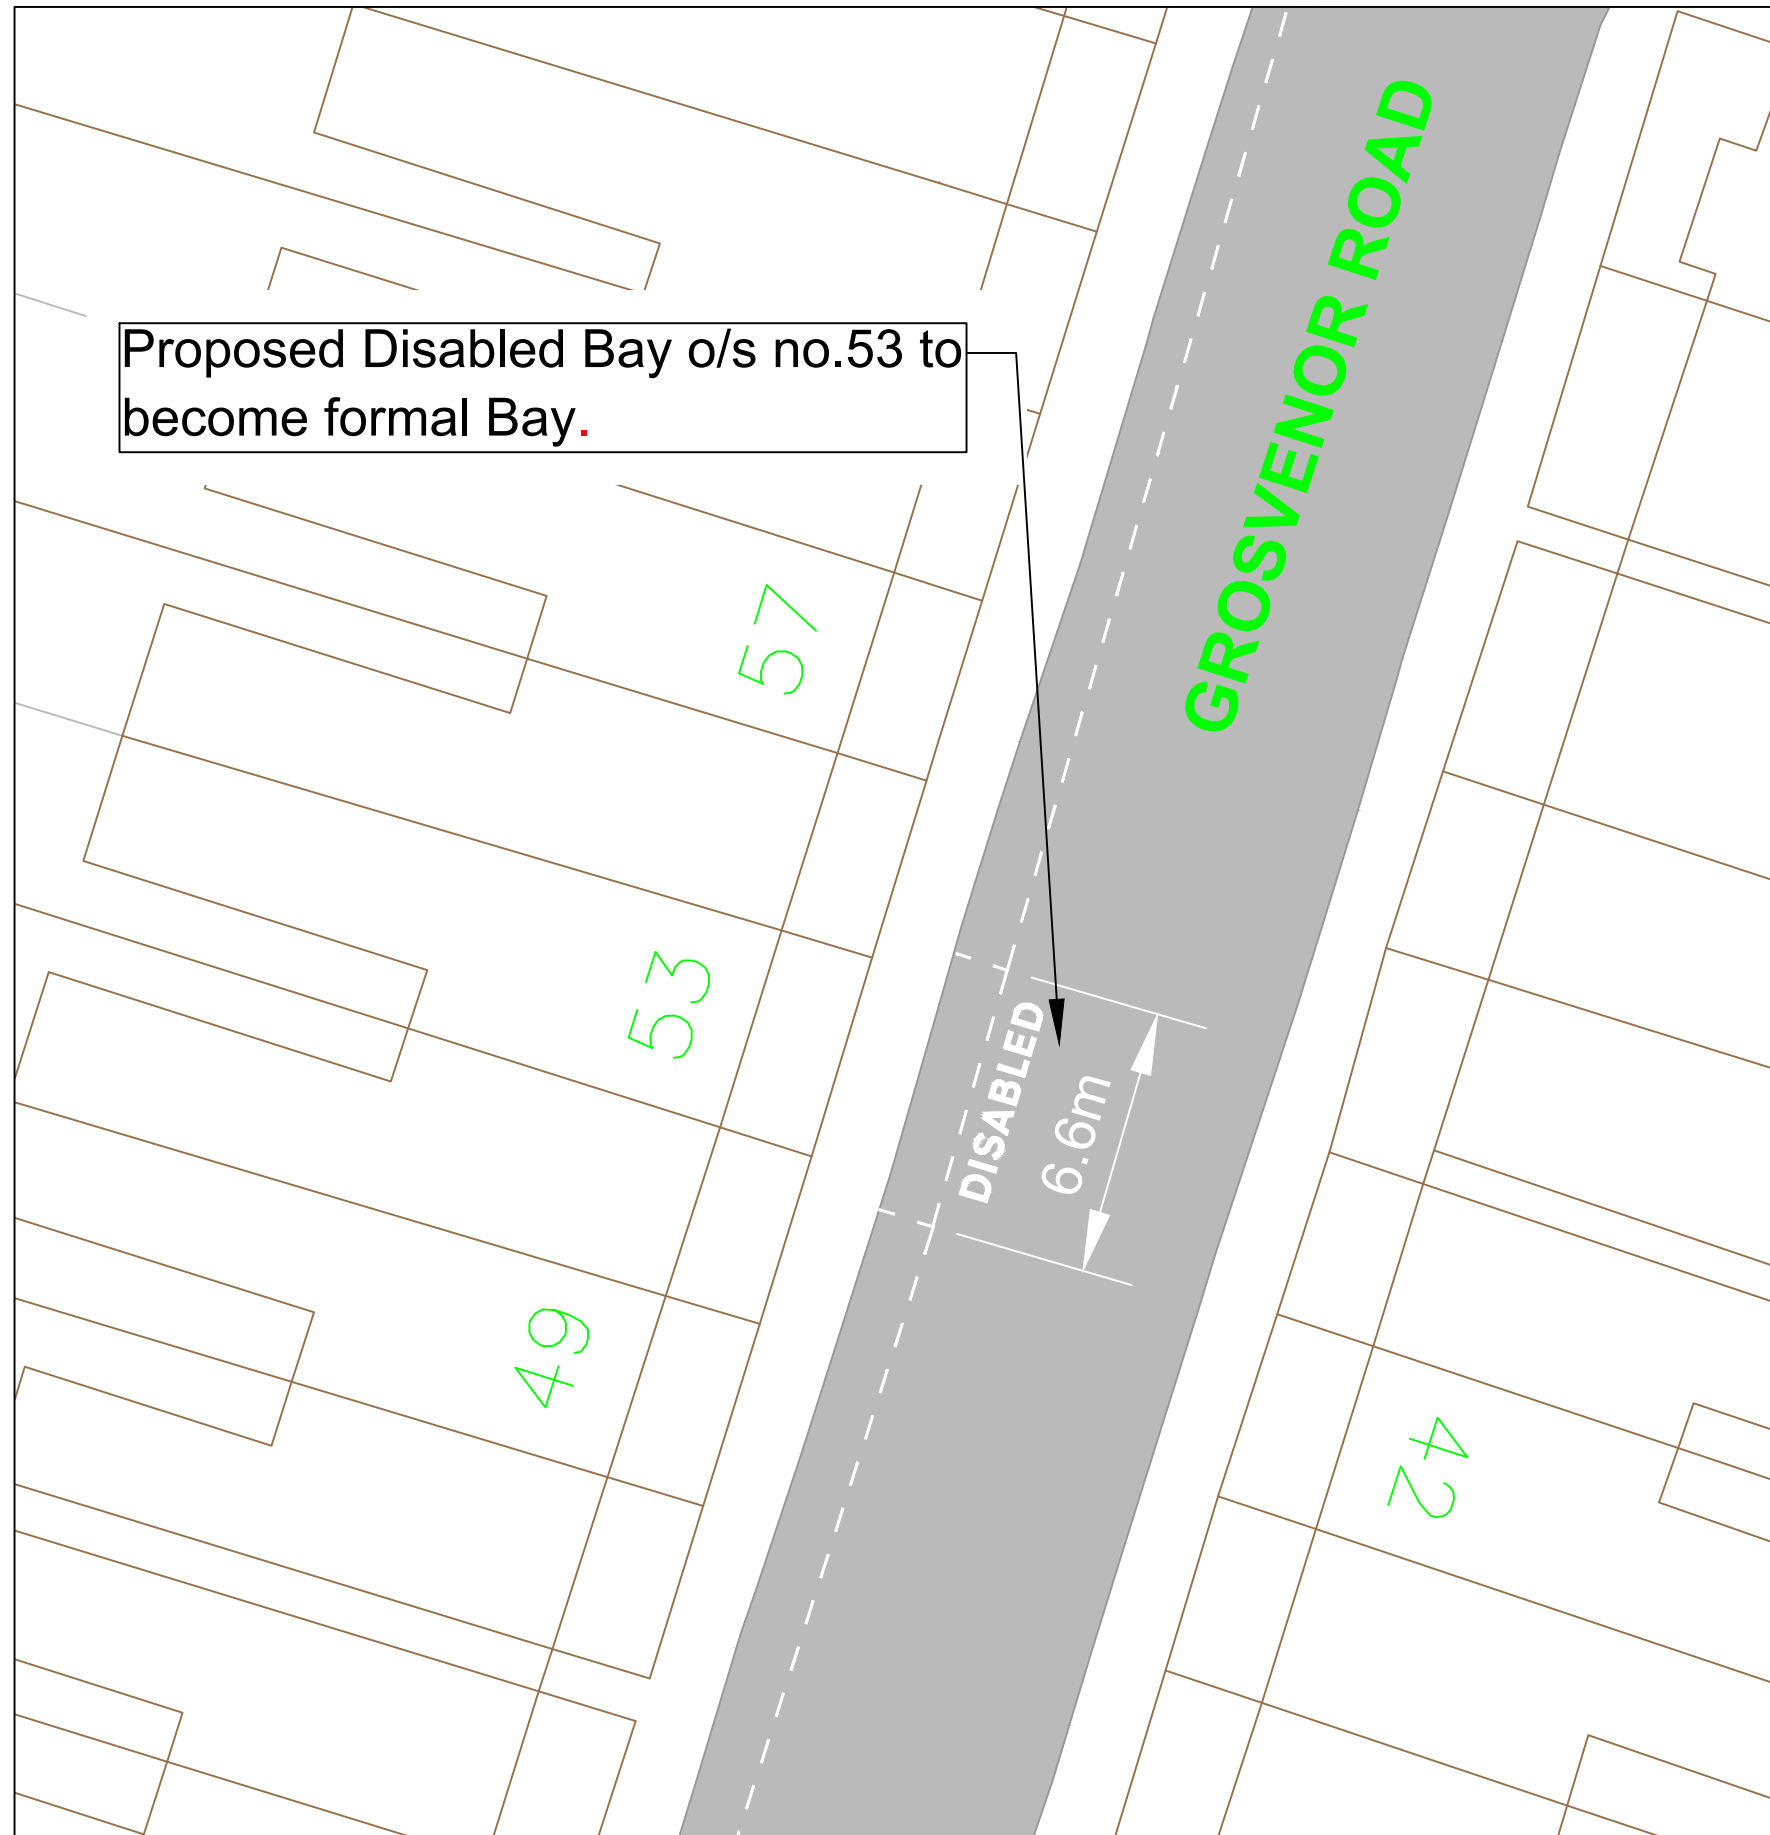 GROSVENOR ROAD
Proposed Disabled Bay o/s no.53 to
become formal Bay.
57
53
DISABLED
6.6m
49
42